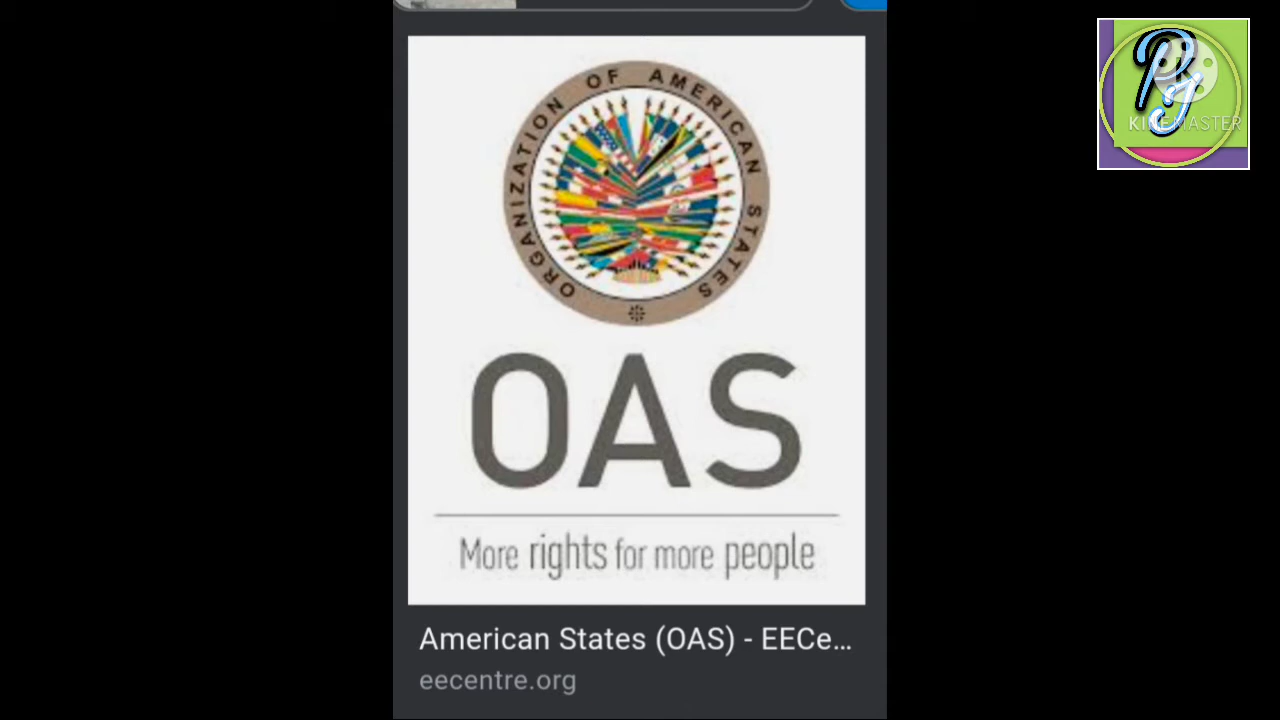 ORGANIZATION OF AMERICAN STATES
OAS
More rights for more people
American States (OAS) - EECe...
eecentre.org
KINEMASTER